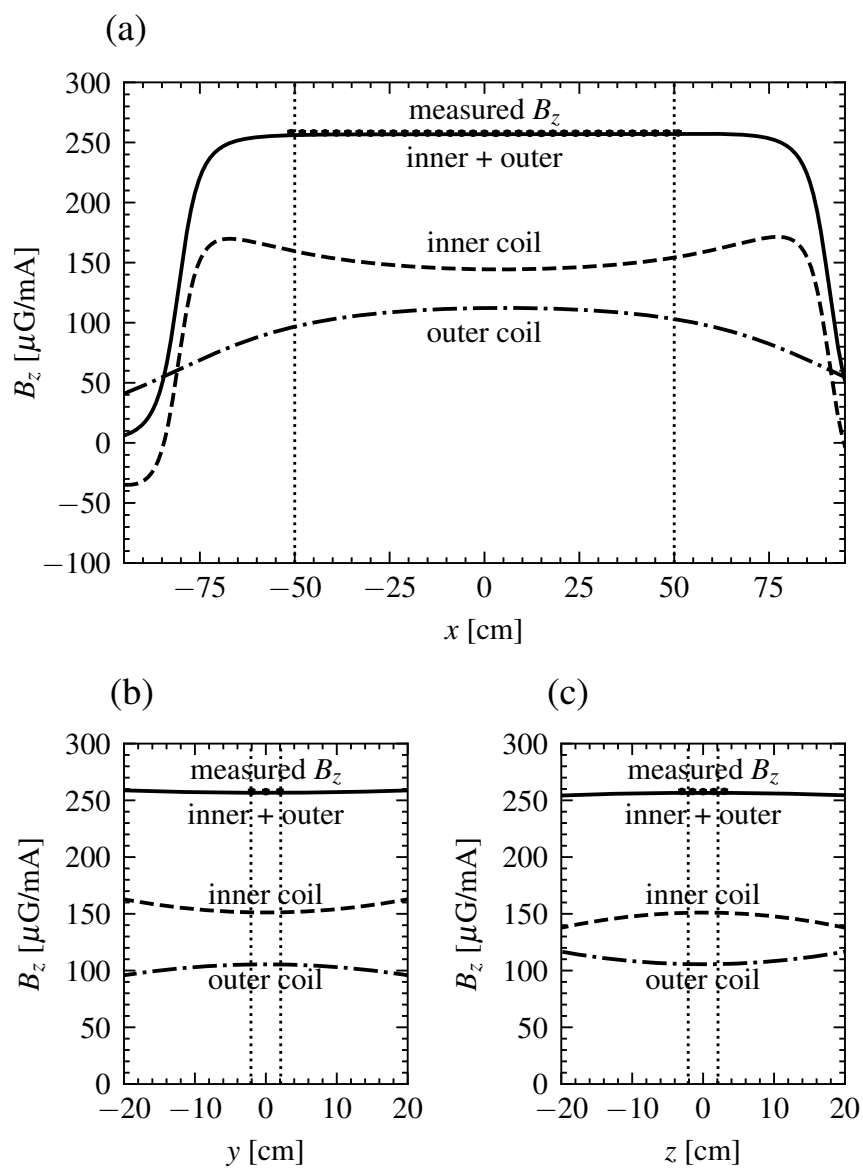 (a)
300
250
200
150
100
50
0
−50
−100
B_z [μG/mA]
measured B_z
inner + outer
inner coil
outer coil
−75 −50 −25 0 25 50 75
x [cm]
(b)
300
250
200
150
100
50
0
B_z [μG/mA]
measured B_z
inner + outer
inner coil
outer coil
−20 −10 0 10 20
y [cm]
(c)
300
250
200
150
100
50
0
B_z [μG/mA]
measured B_z
inner + outer
inner coil
outer coil
−20 −10 0 10 20
z [cm]